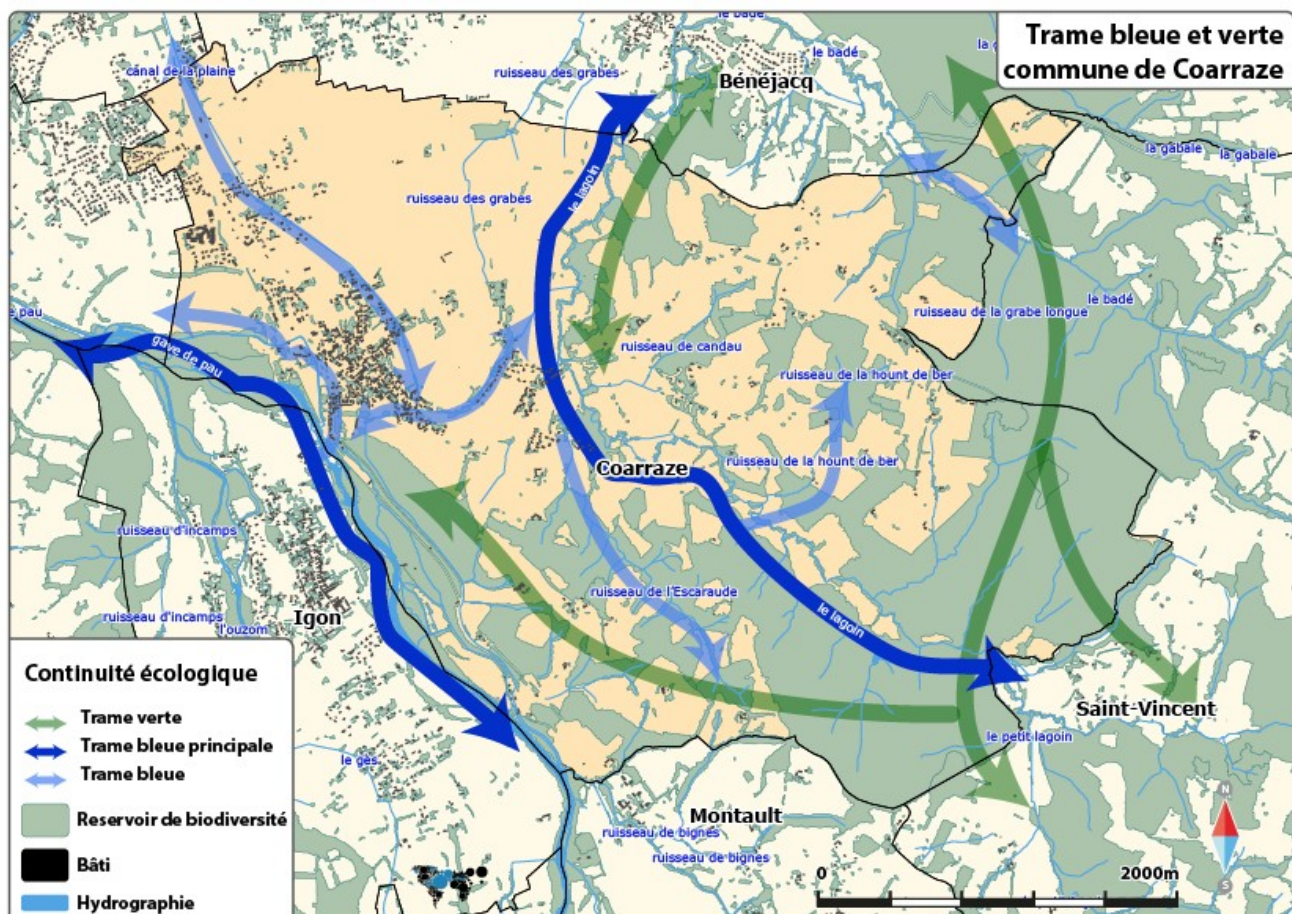 Trame bleue et verte
commune de Coarraze
le badé
le badé
canal de la plaine
ruisseau des grabés
Bénéjacq
la gabale
la gabale
le lagoin
ruisseau des grabés
ruisseau de la grabe longue
le badé
e pau
gave de pau
ruisseau de candau
ruisseau de la hount de ber
Coarraze
ruisseau de la hount de ber
ruisseau d'incamps
ruisseau de l'Escaraude
ruisseau d'incamps
l'ouzom
Igon
le lagoin
Saint-Vincent
le petit lagoin
le gès
Montault
ruisseau de bignes
ruisseau de bignes
Continuité écologique
Trame verte
Trame bleue principale
Trame bleue
Reservoir de biodiversité
Bâti
Hydrographie
N
S
0 2000m